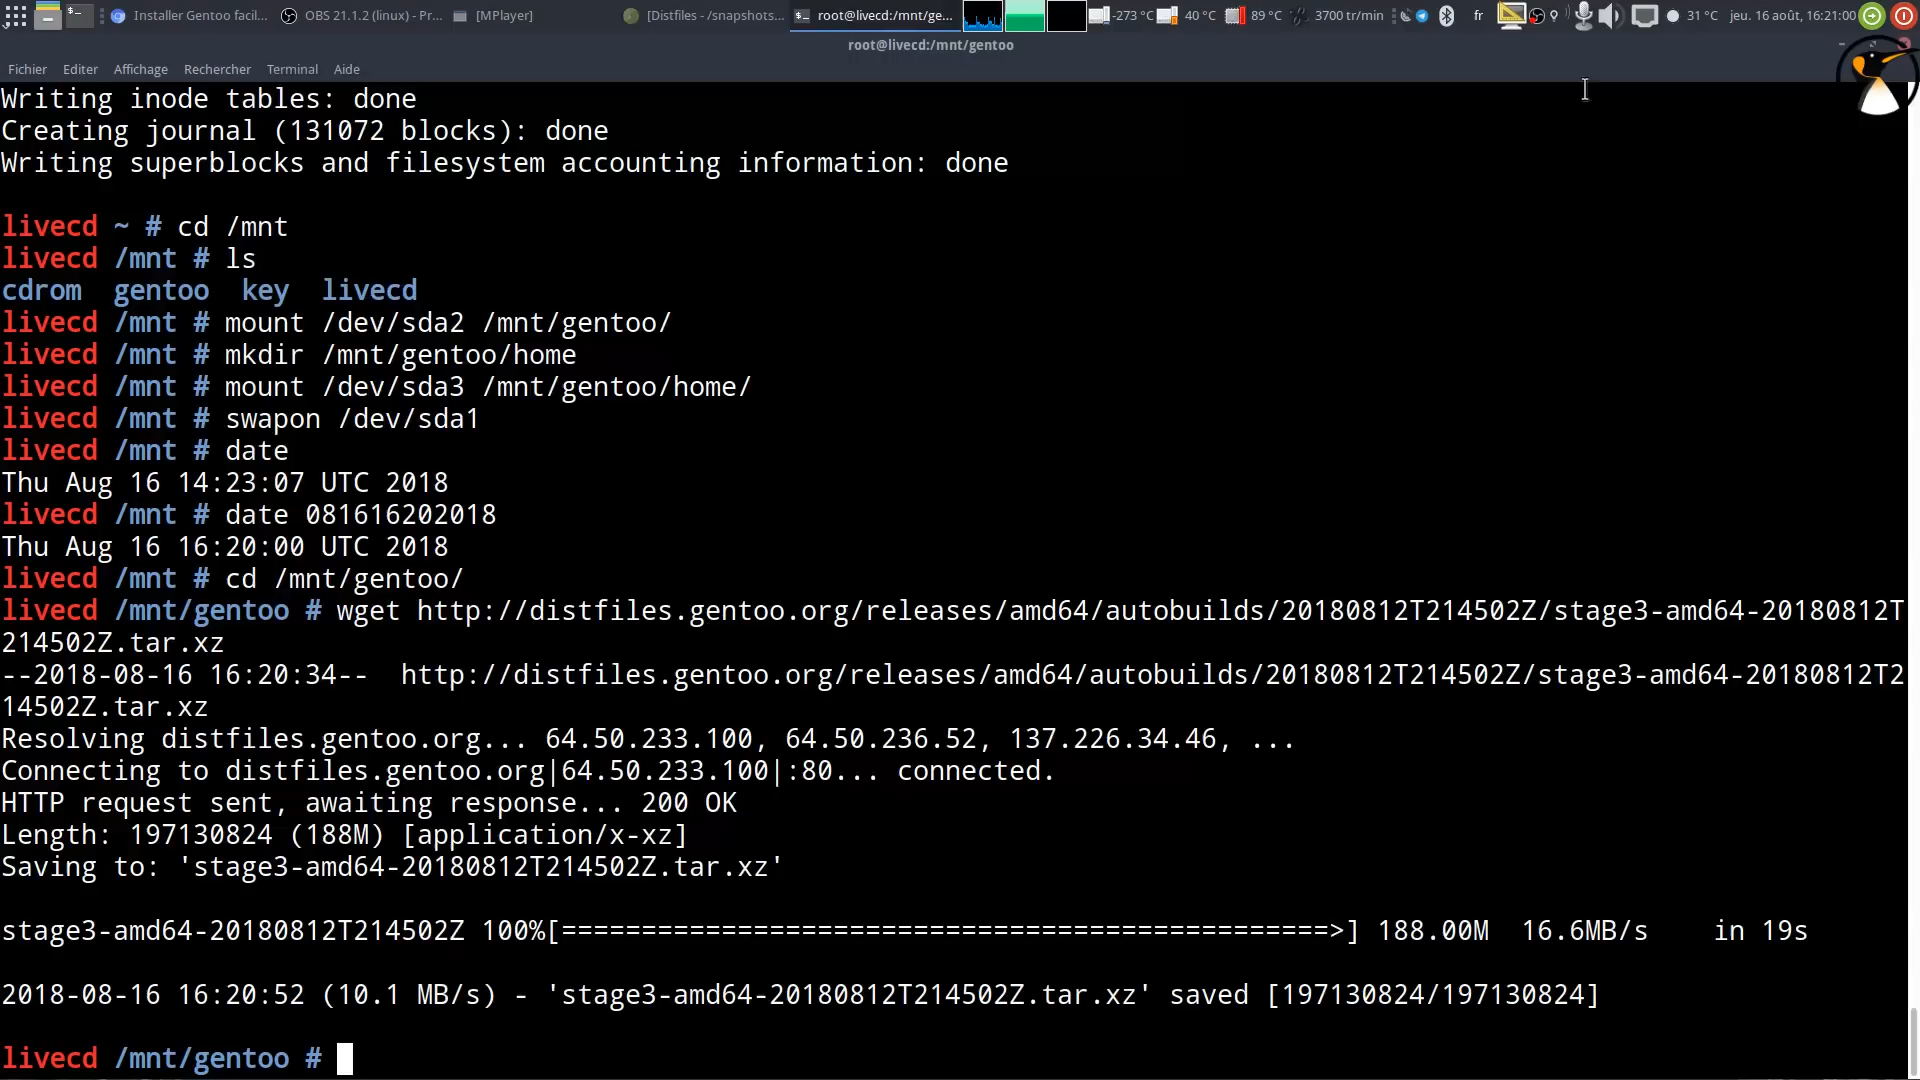 Installer Gentoo facil... OBS 21.1.2 (linux) - Pr... [MPlayer] [Distfiles - /snapshots... root@livecd:/mnt/ge... -273 °C 40 °C 89 °C 3700 tr/min fr 31 °C jeu. 16 août, 16:21:00
root@livecd:/mnt/gentoo
Fichier Editer Affichage Rechercher Terminal Aide
Writing inode tables: done
Creating journal (131072 blocks): done
Writing superblocks and filesystem accounting information: done
livecd ~ # cd /mnt
livecd /mnt # ls
cdrom gentoo key livecd
livecd /mnt # mount /dev/sda2 /mnt/gentoo/
livecd /mnt # mkdir /mnt/gentoo/home
livecd /mnt # mount /dev/sda3 /mnt/gentoo/home/
livecd /mnt # swapon /dev/sda1
livecd /mnt # date
Thu Aug 16 14:23:07 UTC 2018
livecd /mnt # date 081616202018
Thu Aug 16 16:20:00 UTC 2018
livecd /mnt # cd /mnt/gentoo/
livecd /mnt/gentoo # wget http://distfiles.gentoo.org/releases/amd64/autobuilds/20180812T214502Z/stage3-amd64-20180812T
214502Z.tar.xz
--2018-08-16 16:20:34-- http://distfiles.gentoo.org/releases/amd64/autobuilds/20180812T214502Z/stage3-amd64-20180812T2
14502Z.tar.xz
Resolving distfiles.gentoo.org... 64.50.233.100, 64.50.236.52, 137.226.34.46, ...
Connecting to distfiles.gentoo.org|64.50.233.100|:80... connected.
HTTP request sent, awaiting response... 200 OK
Length: 197130824 (188M) [application/x-xz]
Saving to: 'stage3-amd64-20180812T214502Z.tar.xz'
stage3-amd64-20180812T214502Z 100%[================================================>] 188.00M 16.6MB/s in 19s
2018-08-16 16:20:52 (10.1 MB/s) - 'stage3-amd64-20180812T214502Z.tar.xz' saved [197130824/197130824]
livecd /mnt/gentoo #